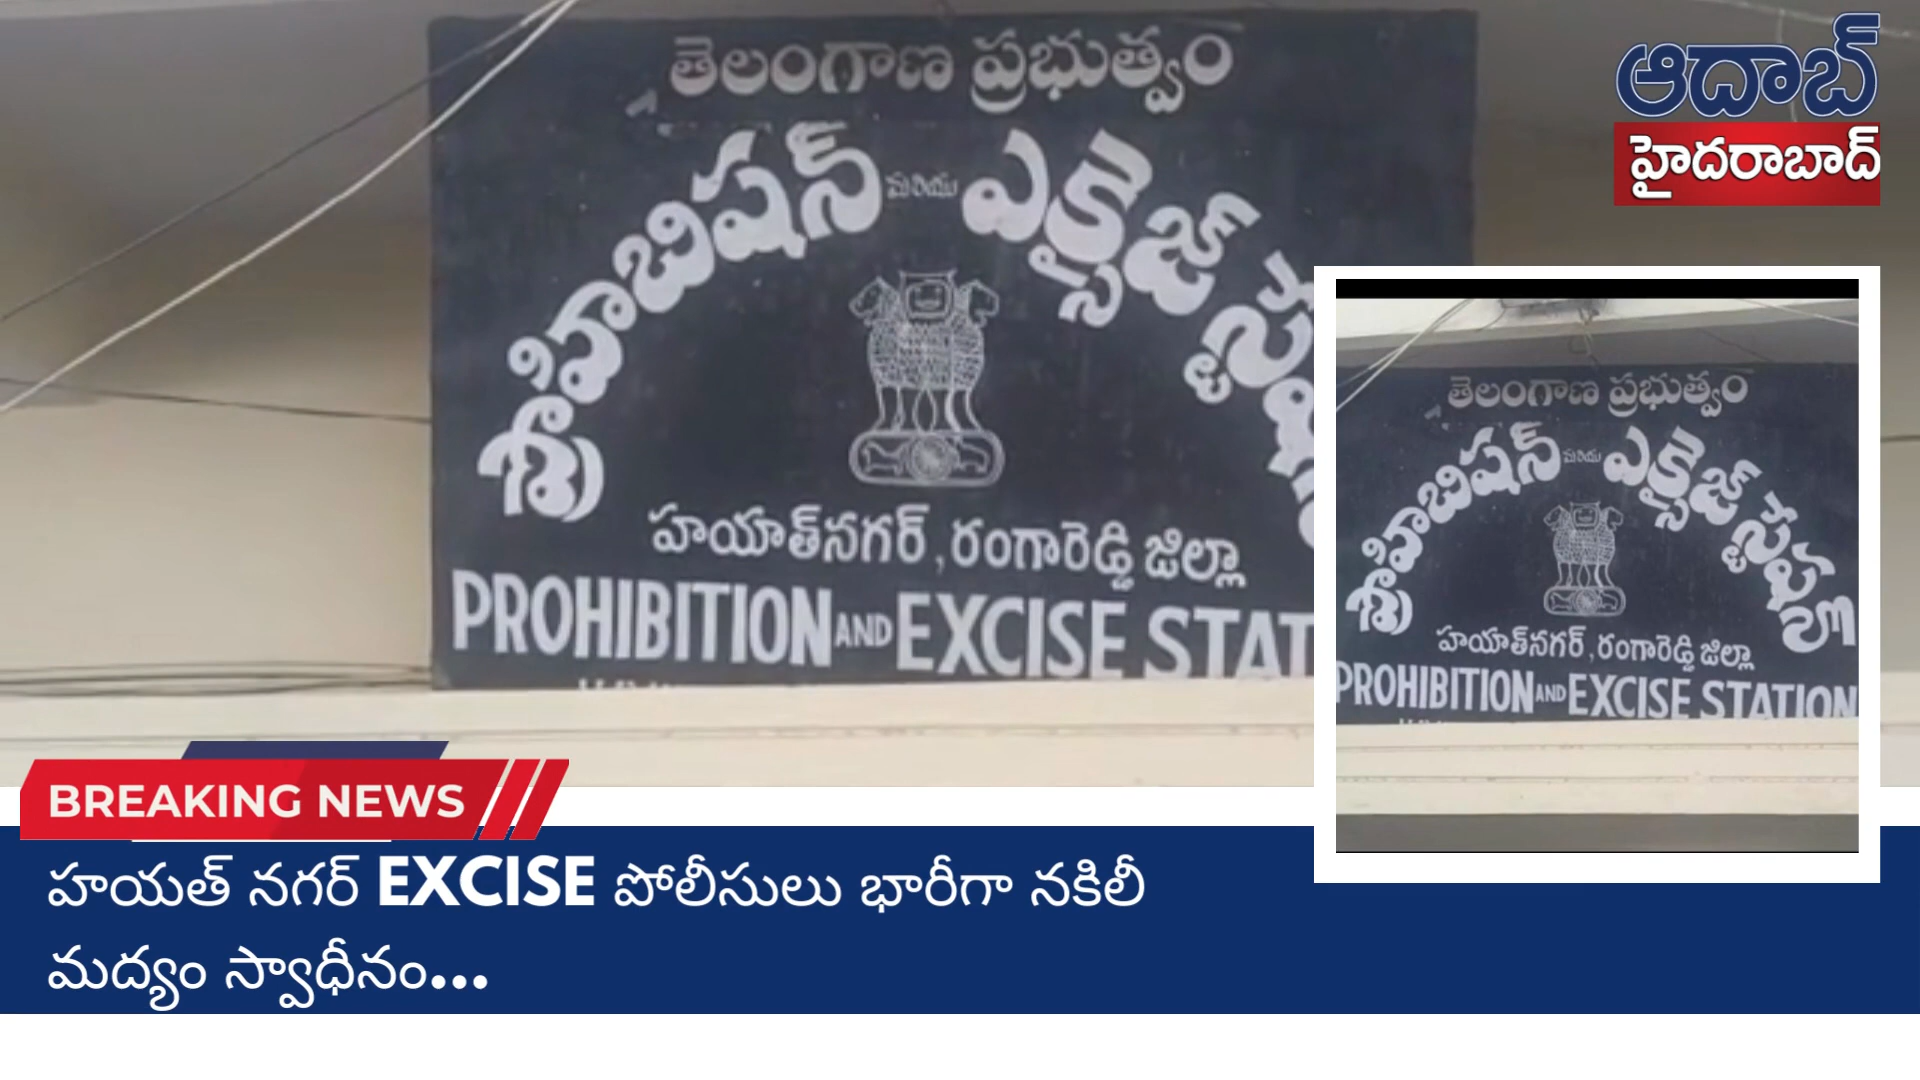 తెలంగాణ ప్రభుత్వం
ప్రొహిబిషన్ మరియు ఎక్సైజ్ స్టేష
హయాత్‌నగర్, రంగారెడ్డి జిల్లా
PROHIBITION AND EXCISE STAT
ఆదాబ్
హైదరాబాద్
తెలంగాణ ప్రభుత్వం
ప్రొహిబిషన్ మరియు ఎక్సైజ్ స్టేషన్
హయాత్‌నగర్, రంగారెడ్డి జిల్లా
PROHIBITION AND EXCISE STATION
BREAKING NEWS
హయత్ నగర్ EXCISE పోలీసులు భారీగా నకిలీ
మద్యం స్వాధీనం...